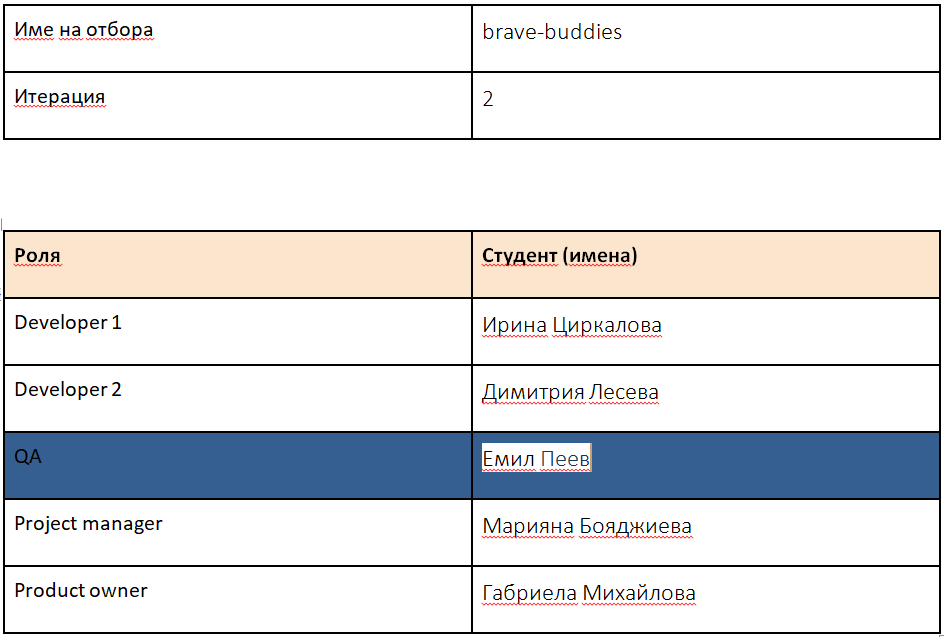 Име на отбора
brave-buddies
Итерация
2
Роля
Студент (имена)
Developer 1
Ирина Циркалова
Developer 2
Димитрия Лесева
QA
Емил Пеев
Project manager
Марияна Бояджиева
Product owner
Габриела Михайлова